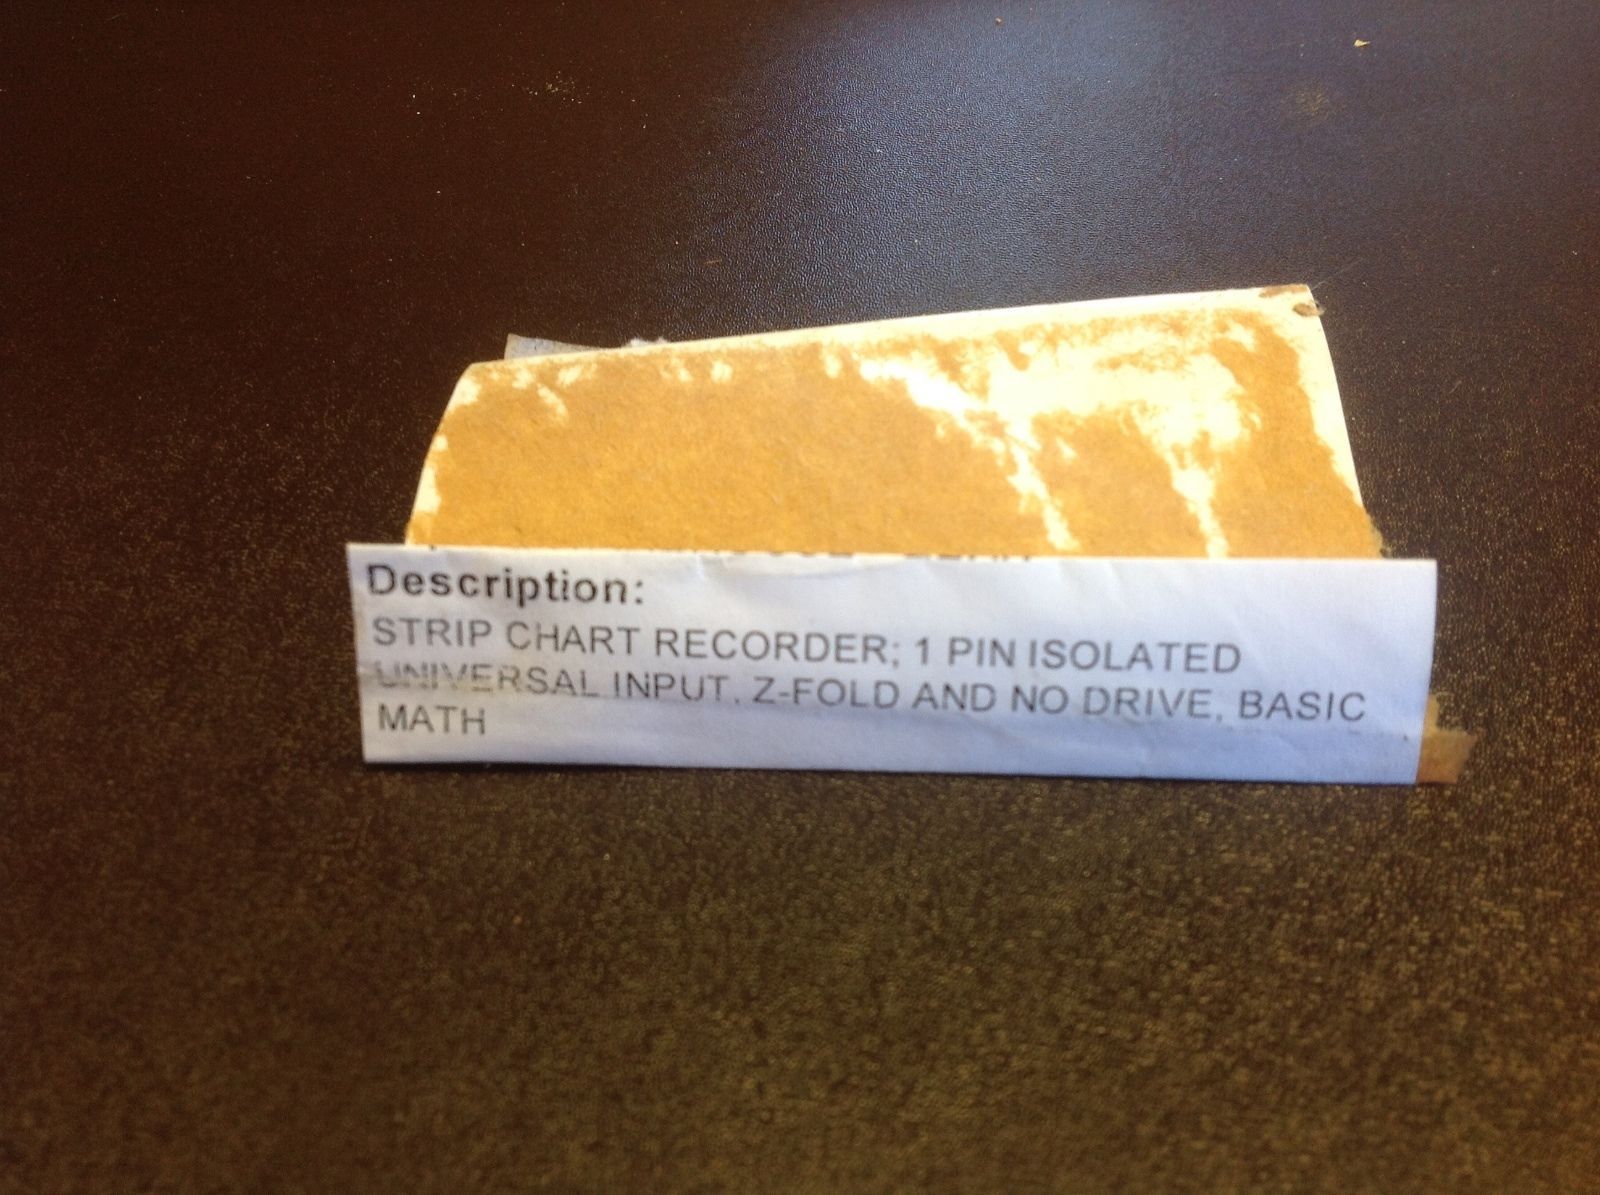 Description:
STRIP CHART RECORDER; 1 PIN ISOLATED
UNIVERSAL INPUT, Z-FOLD AND NO DRIVE, BASIC
MATH